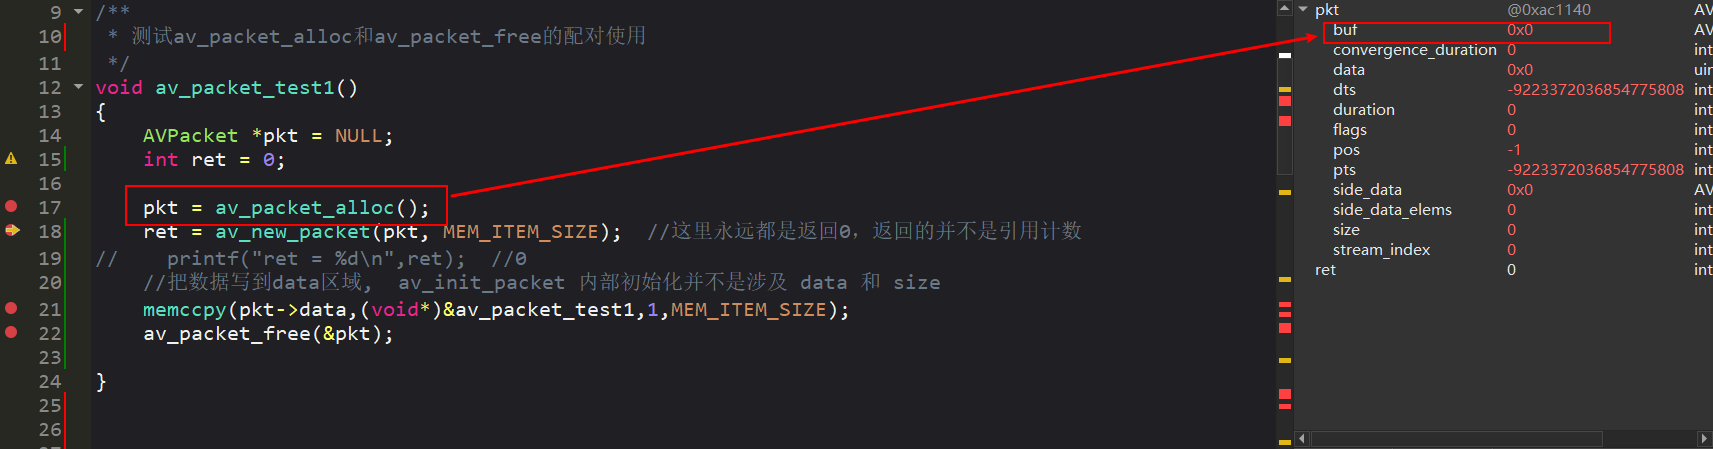 9 /**
10  * 测试av_packet_alloc和av_packet_free的配对使用
11  */
12 void av_packet_test1()
13 {
14     AVPacket *pkt = NULL;
15     int ret = 0;
16
17     pkt = av_packet_alloc();
18     ret = av_new_packet(pkt, MEM_ITEM_SIZE);  //这里永远都是返回0，返回的并不是引用计数
19 //    printf("ret = %d\n",ret);  //0
20     //把数据写到data区域,  av_init_packet 内部初始化并不是涉及 data 和 size
21     memccpy(pkt->data,(void*)&av_packet_test1,1,MEM_ITEM_SIZE);
22     av_packet_free(&pkt);
23
24 }
25
26
pkt @0xac1140 AV
buf 0x0 AV
convergence_duration 0 int
data 0x0 uin
dts -9223372036854775808 int
duration 0 int
flags 0 int
pos -1 int
pts -9223372036854775808 int
side_data 0x0 AV
side_data_elems 0 int
size 0 int
stream_index 0 int
ret 0 int